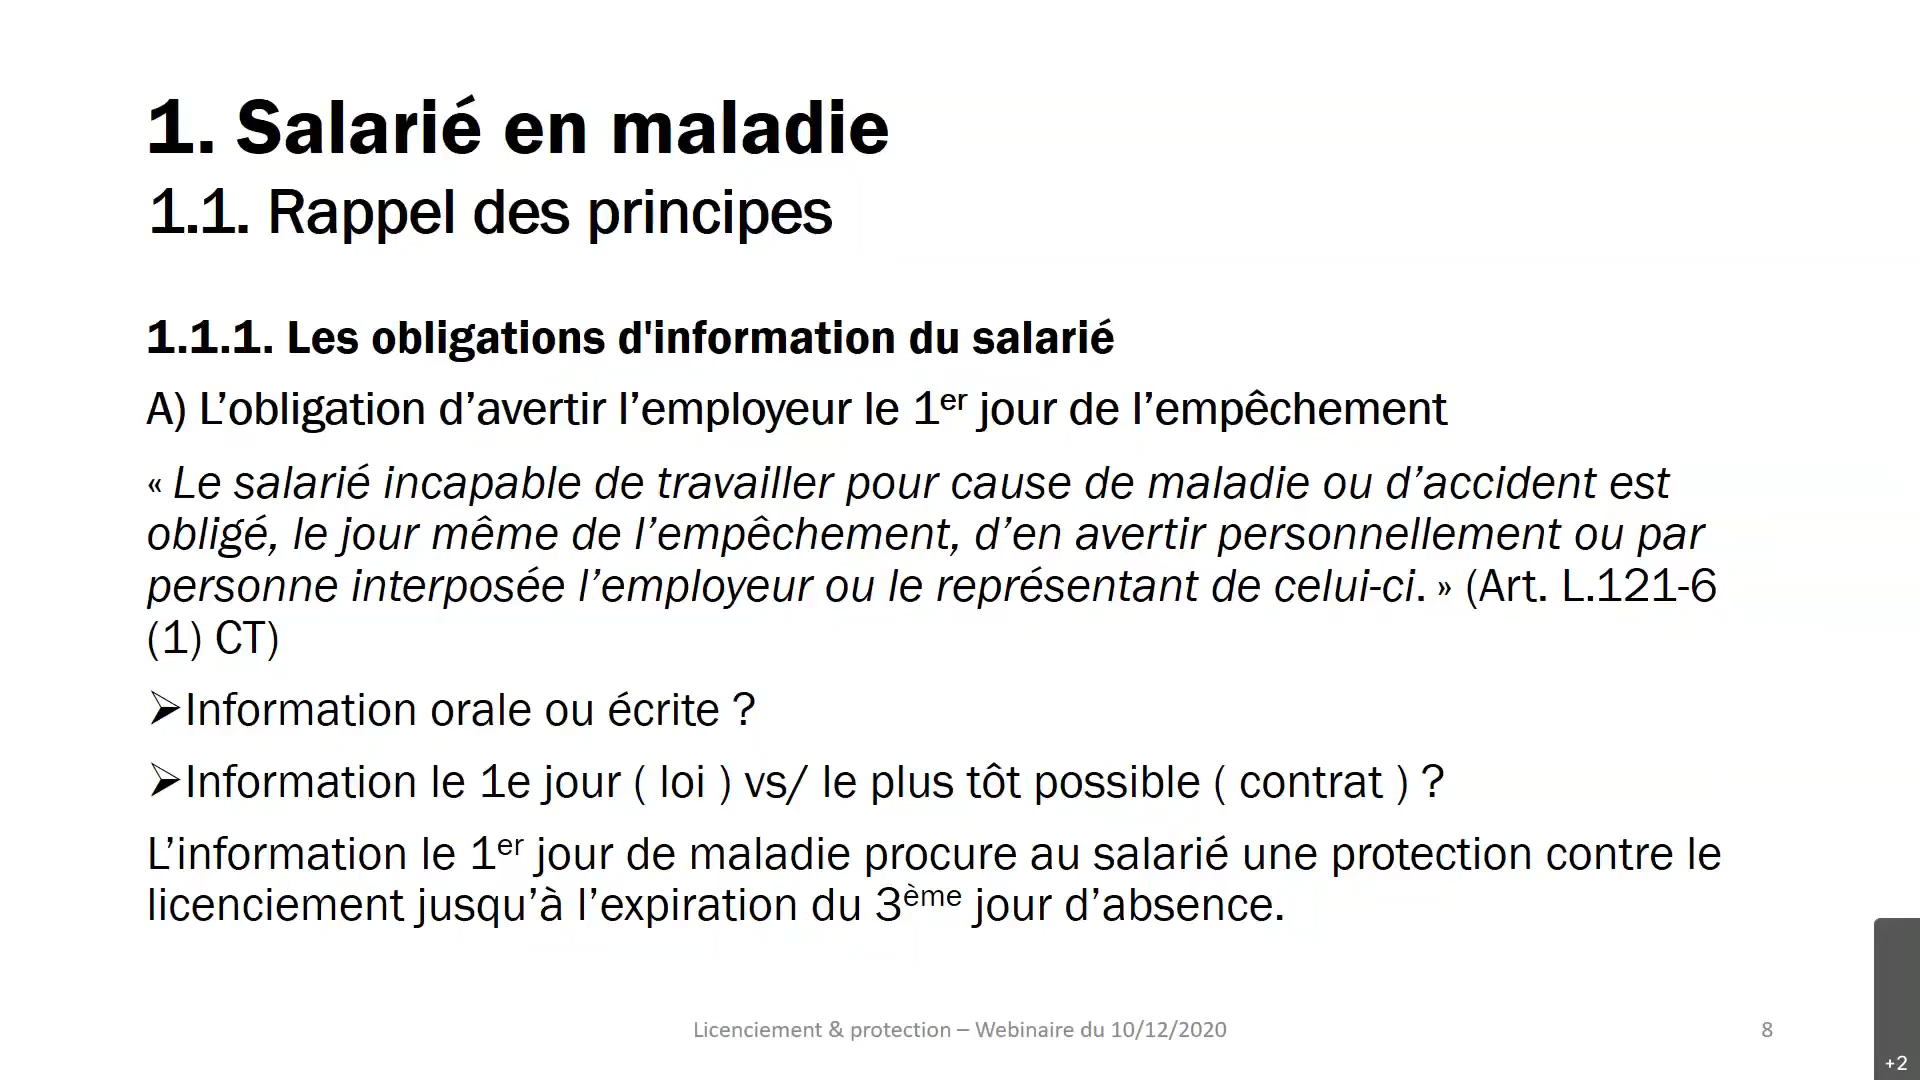 1. Salarié en maladie
1.1. Rappel des principes
1.1.1. Les obligations d'information du salarié
A) L’obligation d’avertir l’employeur le 1er jour de l’empêchement
« Le salarié incapable de travailler pour cause de maladie ou d’accident est
obligé, le jour même de l’empêchement, d’en avertir personnellement ou par
personne interposée l’employeur ou le représentant de celui-ci. » (Art. L.121-6
(1) CT)
➢Information orale ou écrite ?
➢Information le 1e jour ( loi ) vs/ le plus tôt possible ( contrat ) ?
L’information le 1er jour de maladie procure au salarié une protection contre le
licenciement jusqu’à l’expiration du 3ème jour d’absence.
Licenciement & protection – Webinaire du 10/12/2020
8
+2